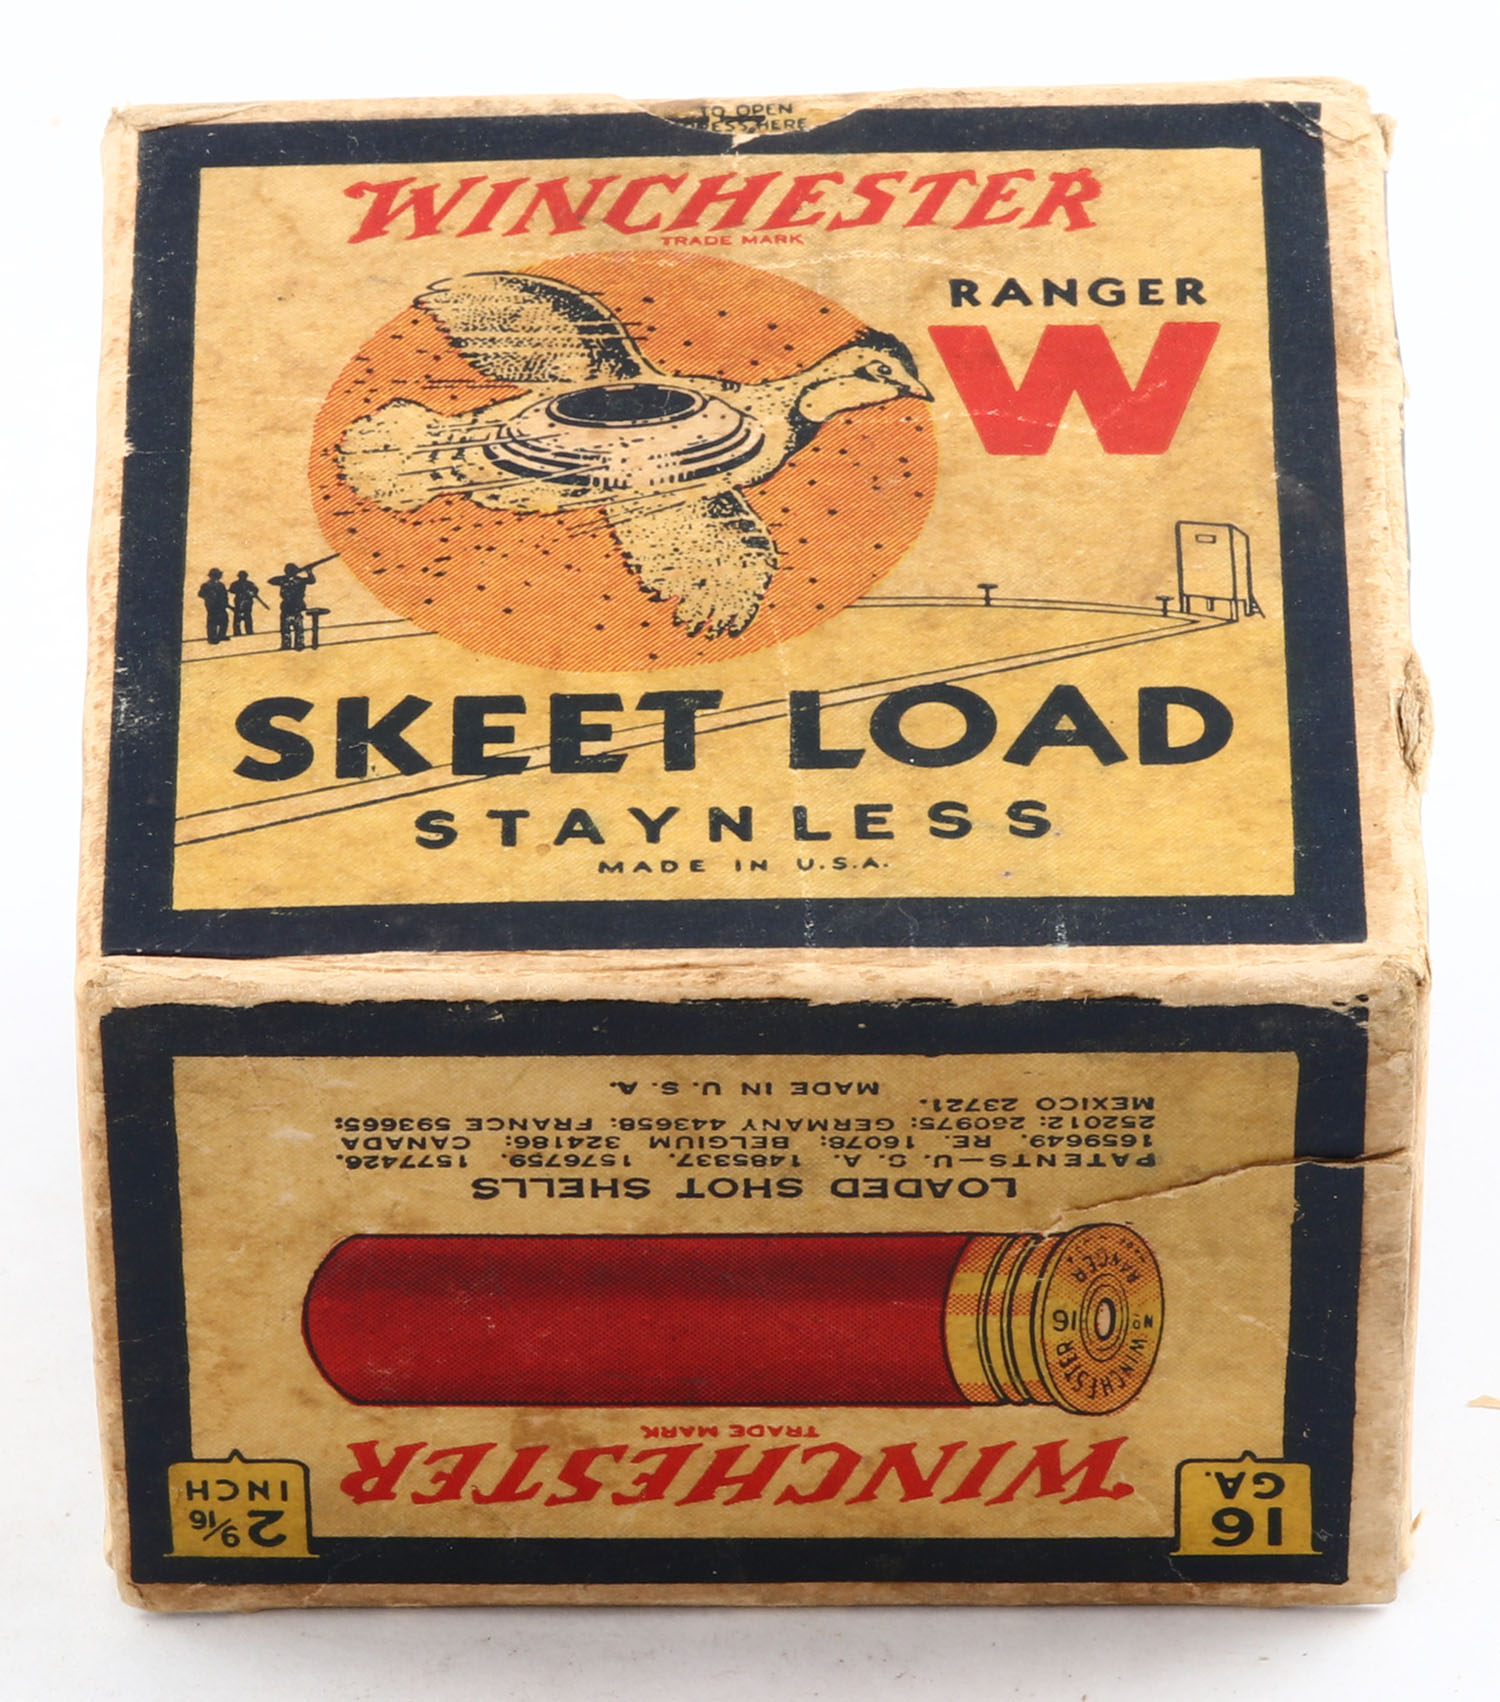 TO OPEN
PRESS HERE
WINCHESTER
TRADE MARK
RANGER
W
SKEET LOAD
STAYNLESS
MADE IN U.S.A.
16
GA.
WINCHESTER
TRADE MARK
2 9/16
INCH
WINCHESTER
No 16
RANGER
MADE
LOADED SHOT SHELLS
PATENTS—U. S. A. 1485337. 1576759. 1577426.
1659649. RE. 16078: BELGIUM 324186: CANADA
252012: 260975: GERMANY 443658: FRANCE 593665:
MEXICO 23721.
MADE IN U. S. A.